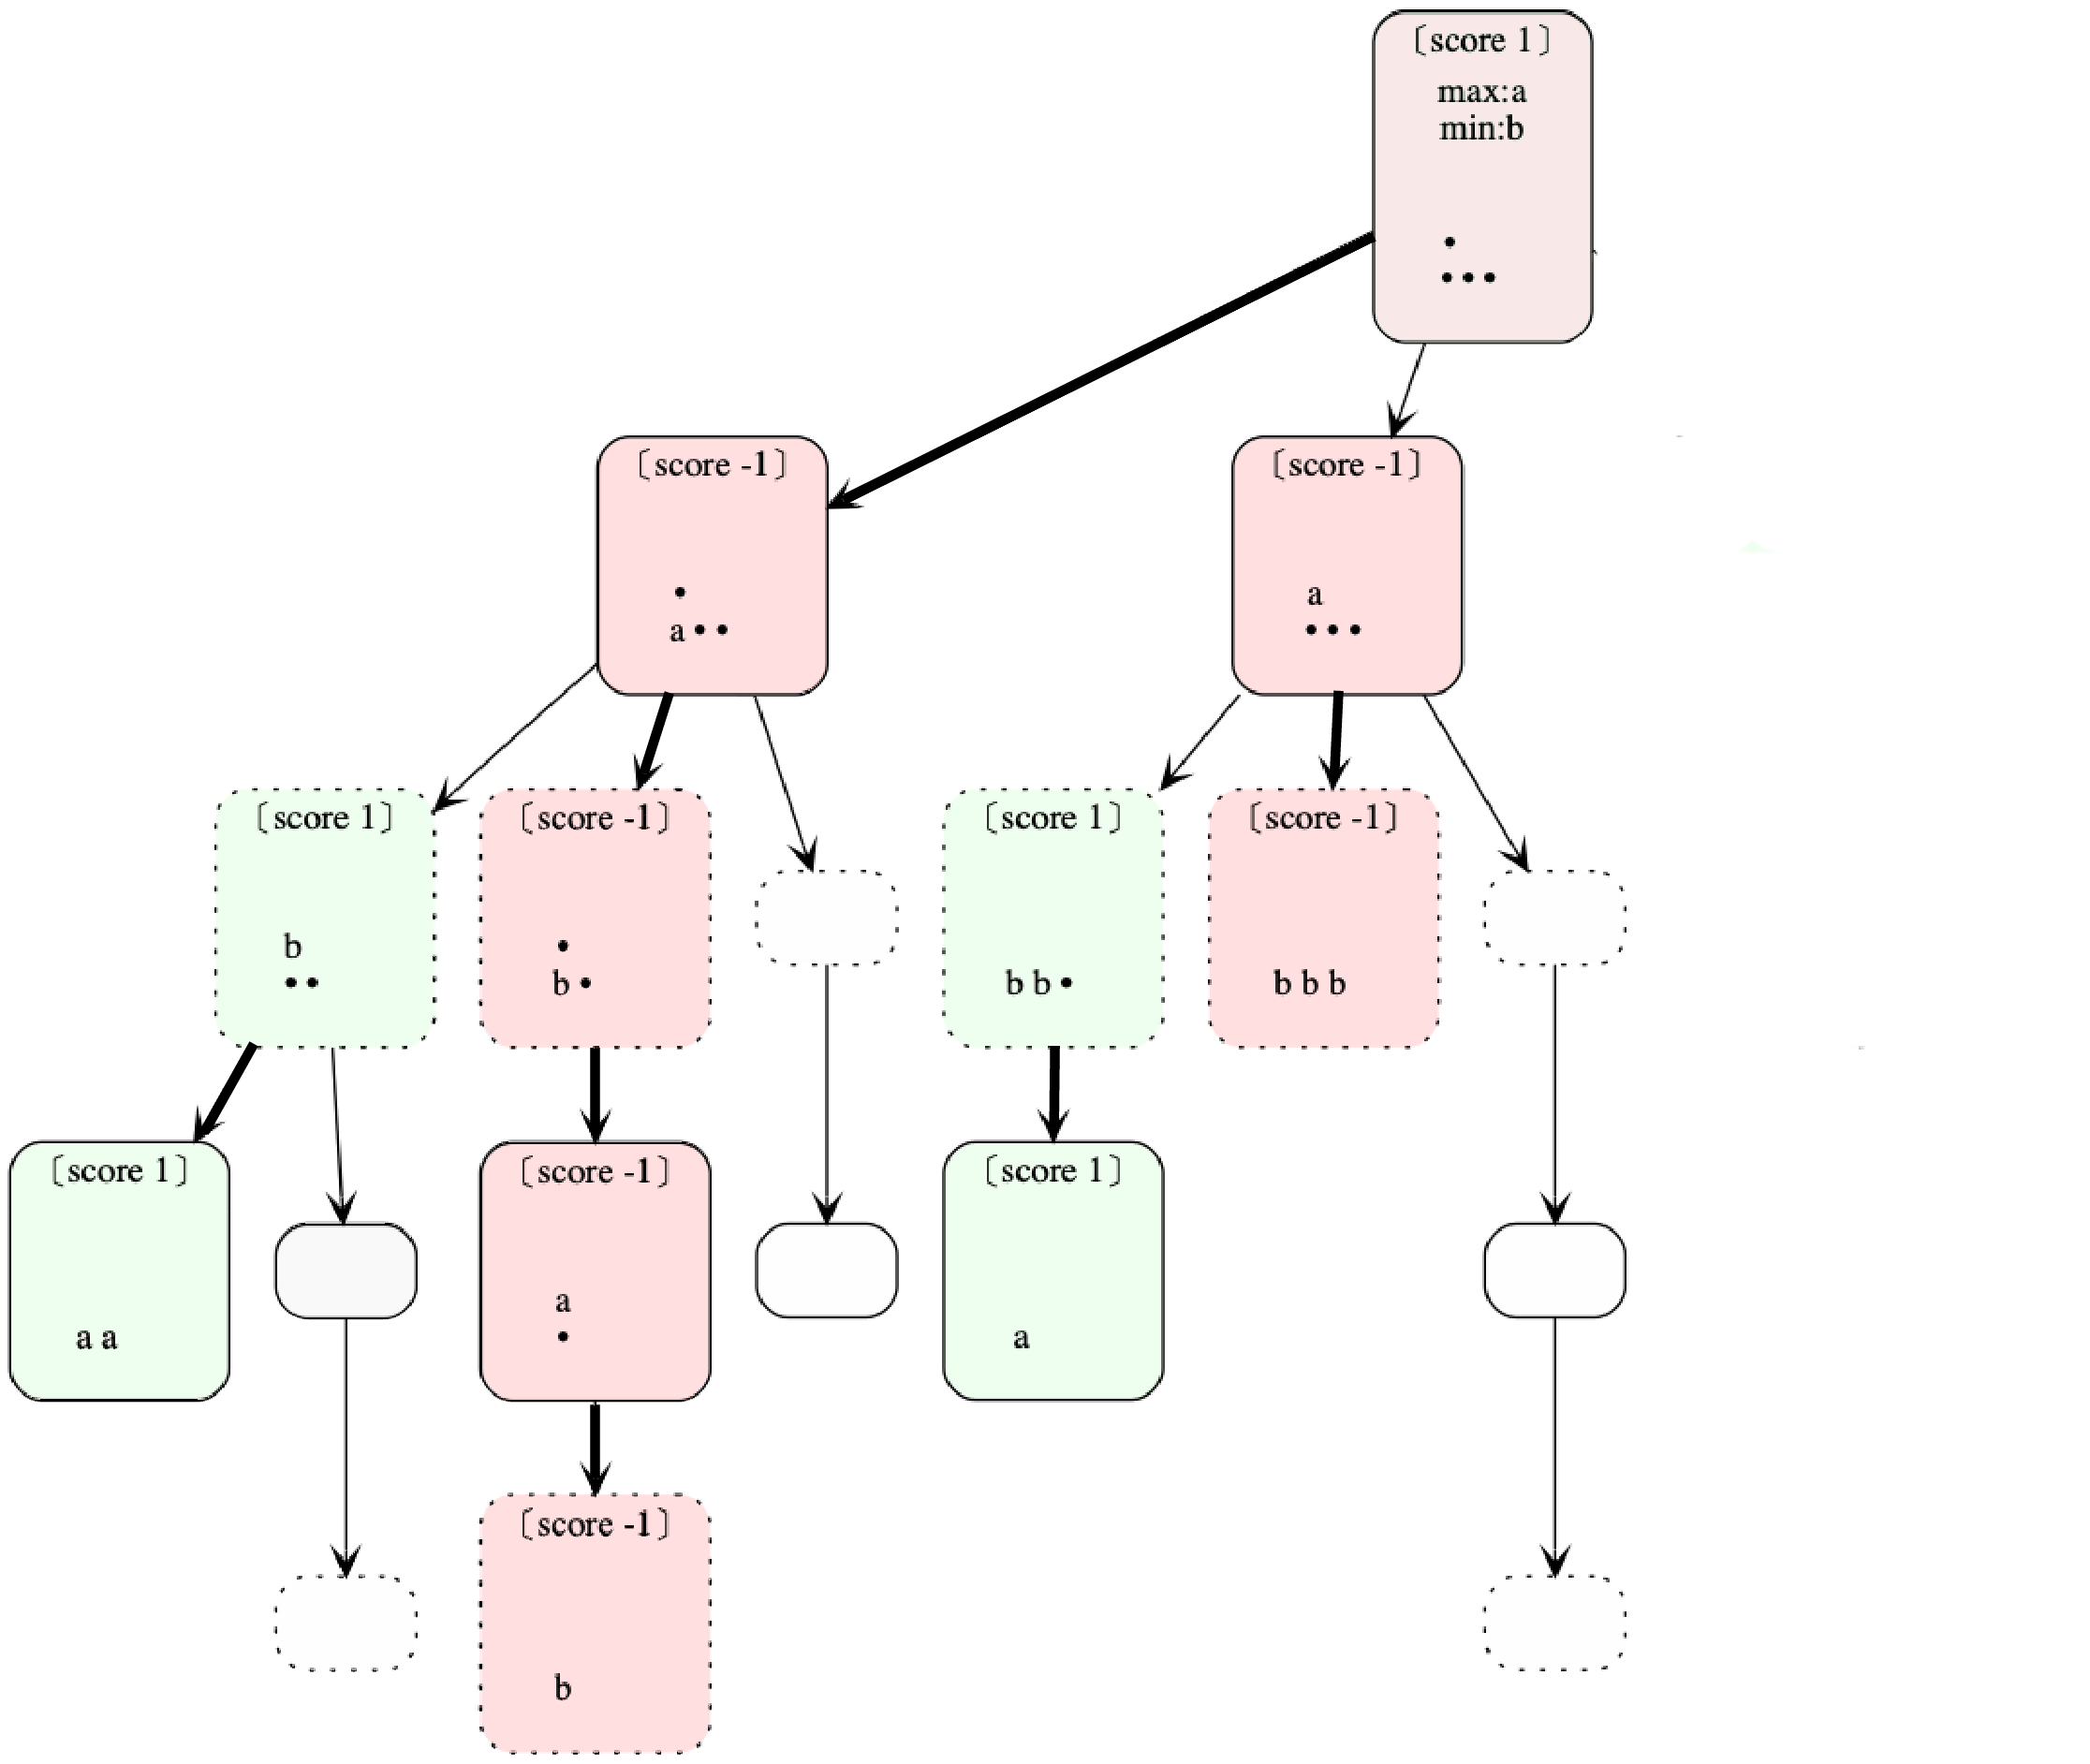 〔score 1〕
max:a
min:b
•
•••
〔score -1〕
•
a••
〔score -1〕
a
•••
〔score 1〕
b
••
〔score -1〕
•
b•
〔score 1〕
b b•
〔score -1〕
b b b
〔score 1〕
a a
〔score -1〕
a
•
〔score 1〕
a
〔score -1〕
b